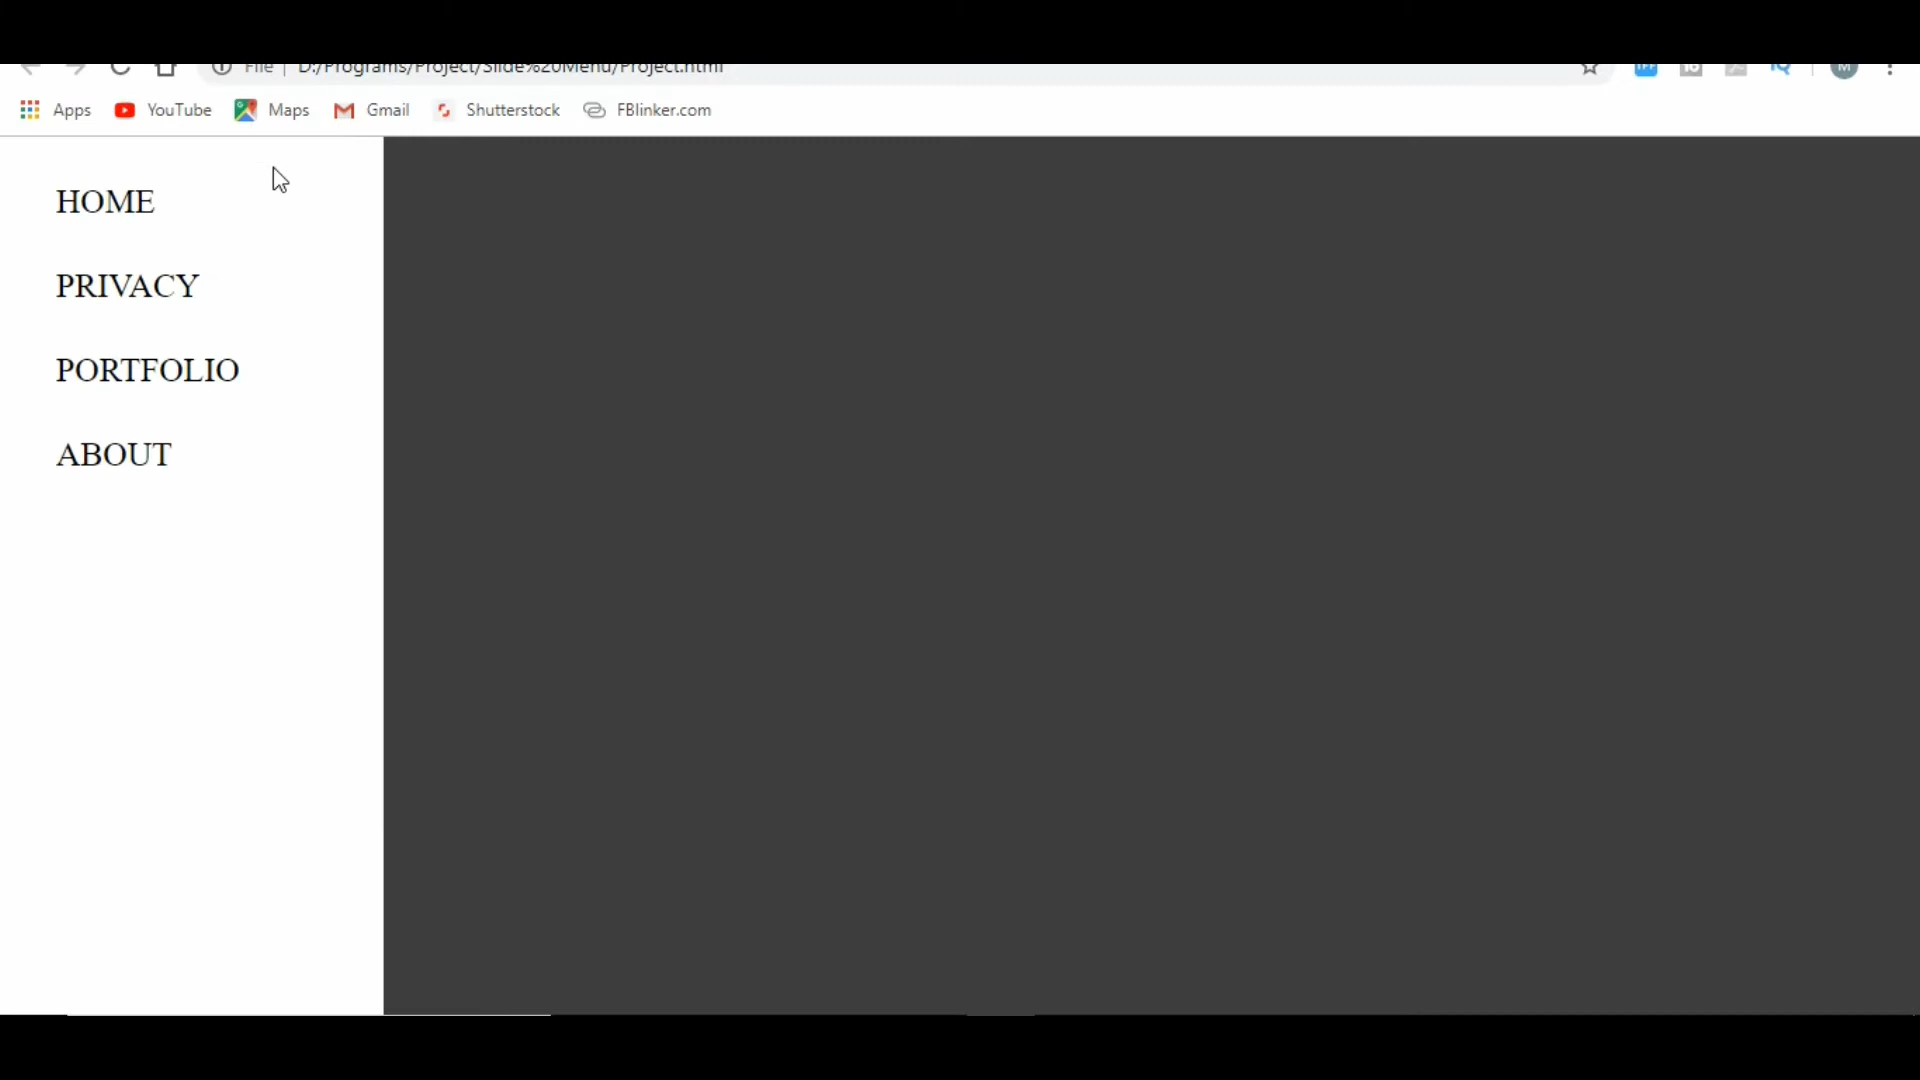 File | D:/Programs/Project/Slide%20Menu/Project.html
Apps YouTube Maps Gmail Shutterstock FBlinker.com
HOME
PRIVACY
PORTFOLIO
ABOUT